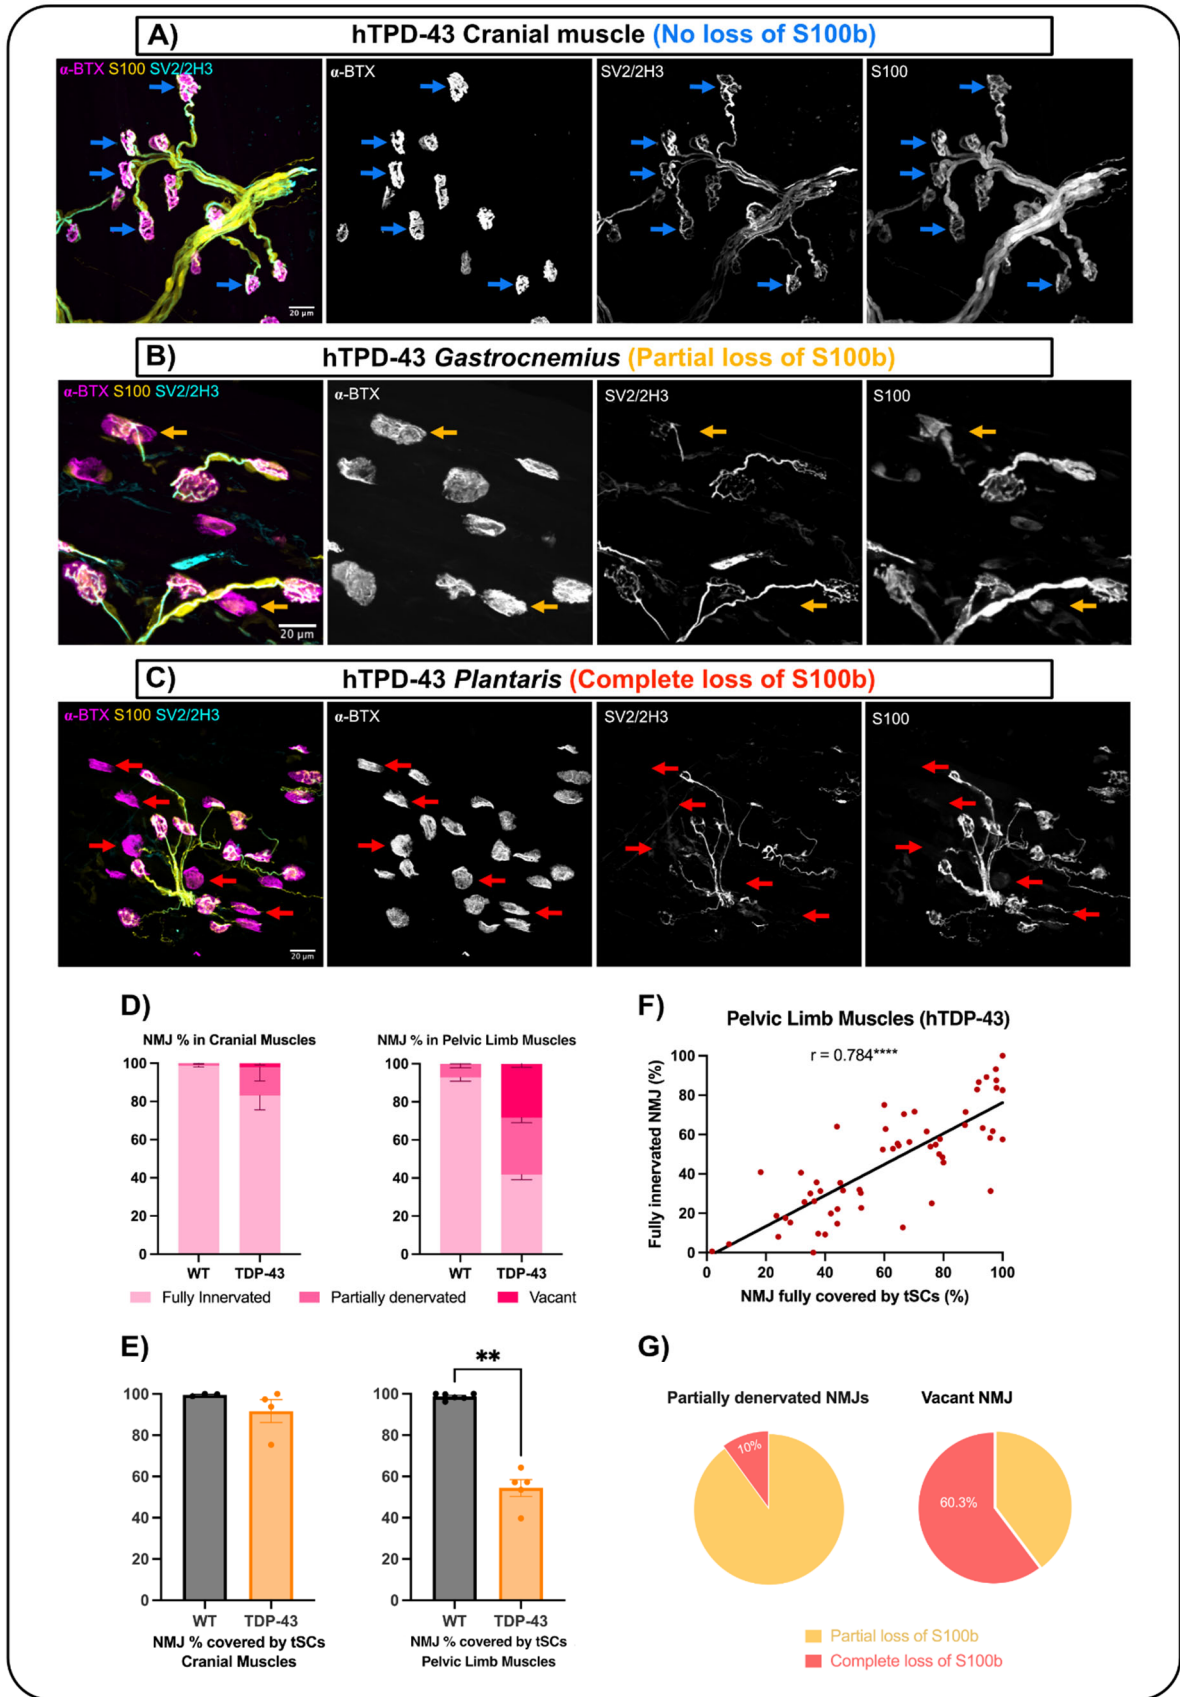 A)
hTPD-43 Cranial muscle (No loss of S100b)
α-BTX S100 SV2/2H3
α-BTX
SV2/2H3
S100
20 µm
B)
hTPD-43 Gastrocnemius (Partial loss of S100b)
α-BTX S100 SV2/2H3
α-BTX
SV2/2H3
S100
20 µm
C)
hTPD-43 Plantaris (Complete loss of S100b)
α-BTX S100 SV2/2H3
α-BTX
SV2/2H3
S100
20 µm
D)
NMJ % in Cranial Muscles
100
80
60
40
20
0
WT TDP-43
NMJ % in Pelvic Limb Muscles
100
80
60
40
20
0
WT TDP-43
Fully Innervated Partially denervated Vacant
F)
Pelvic Limb Muscles (hTDP-43)
r = 0.784****
Fully innervated NMJ (%)
100
80
60
40
20
0
0 20 40 60 80 100
NMJ fully covered by tSCs (%)
E)
100
80
60
40
20
0
WT TDP-43
NMJ % covered by tSCs
Cranial Muscles
**
100
80
60
40
20
0
WT TDP-43
NMJ % covered by tSCs
Pelvic Limb Muscles
G)
Partially denervated NMJs
10%
Vacant NMJ
60.3%
Partial loss of S100b
Complete loss of S100b